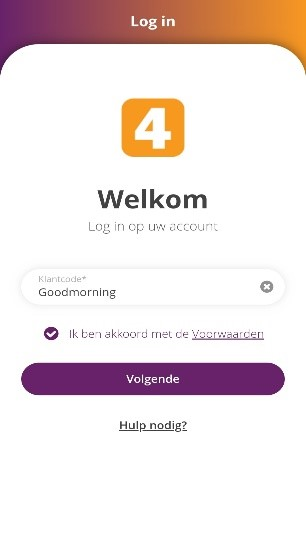 Log in
4
Welkom
Log in op uw account
Klantcode*
Goodmorning
Ik ben akkoord met de Voorwaarden
Volgende
Hulp nodig?